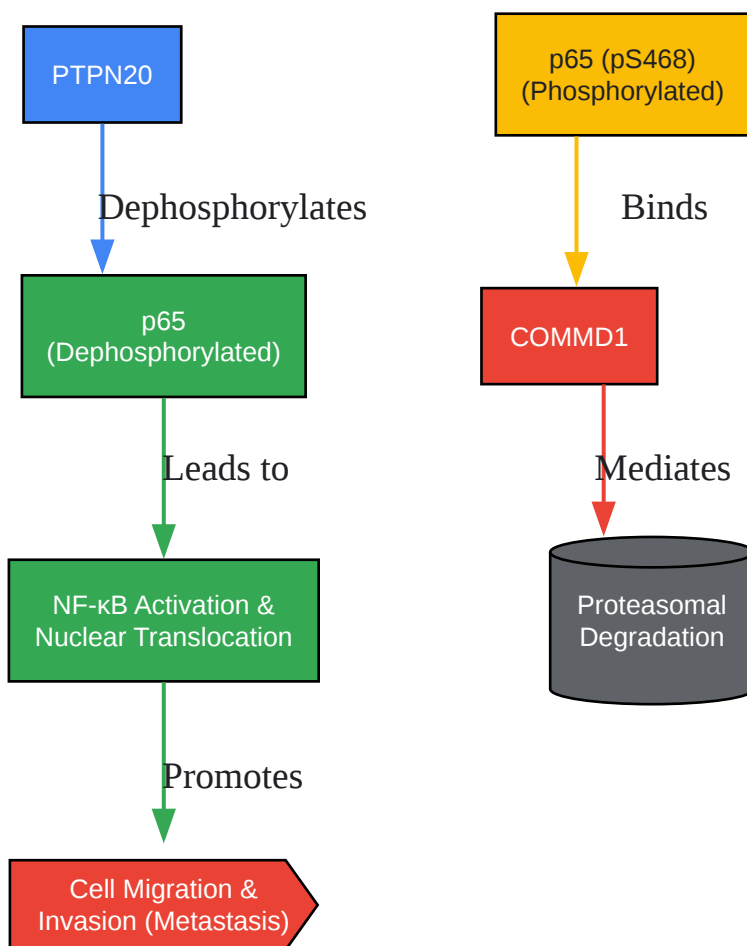 PTPN20
Dephosphorylates
p65
(Dephosphorylated)
Leads to
NF-κB Activation &
Nuclear Translocation
Promotes
Cell Migration &
Invasion (Metastasis)
p65 (pS468)
(Phosphorylated)
Binds
COMMD1
Mediates
Proteasomal
Degradation